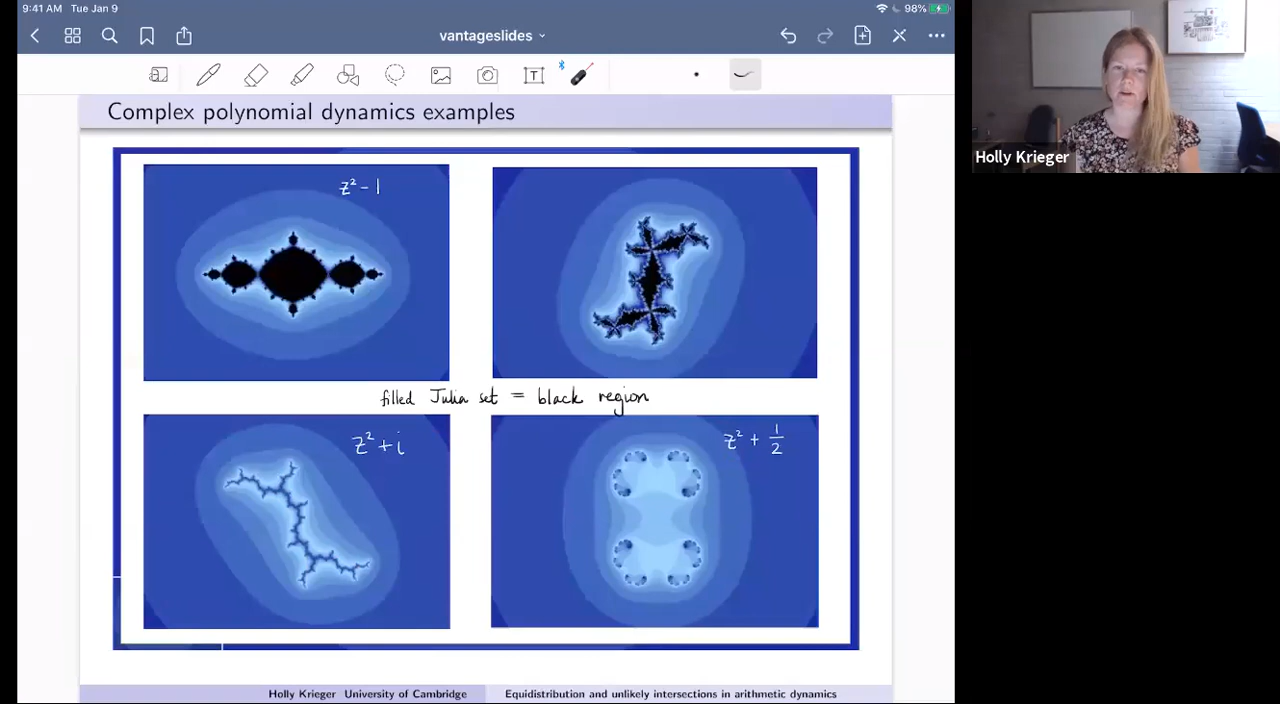 9:41 AM Tue Jan 9
98%
vantageslides
T
Complex polynomial dynamics examples
z² - 1
filled Julia set = black region
z² + i
z² + 1/2
Holly Krieger University of Cambridge
Equidistribution and unlikely intersections in arithmetic dynamics
Holly Krieger